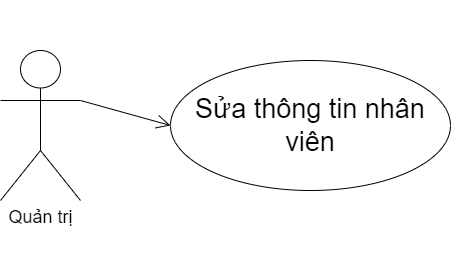 Sửa thông tin nhân
viên
Quản trị